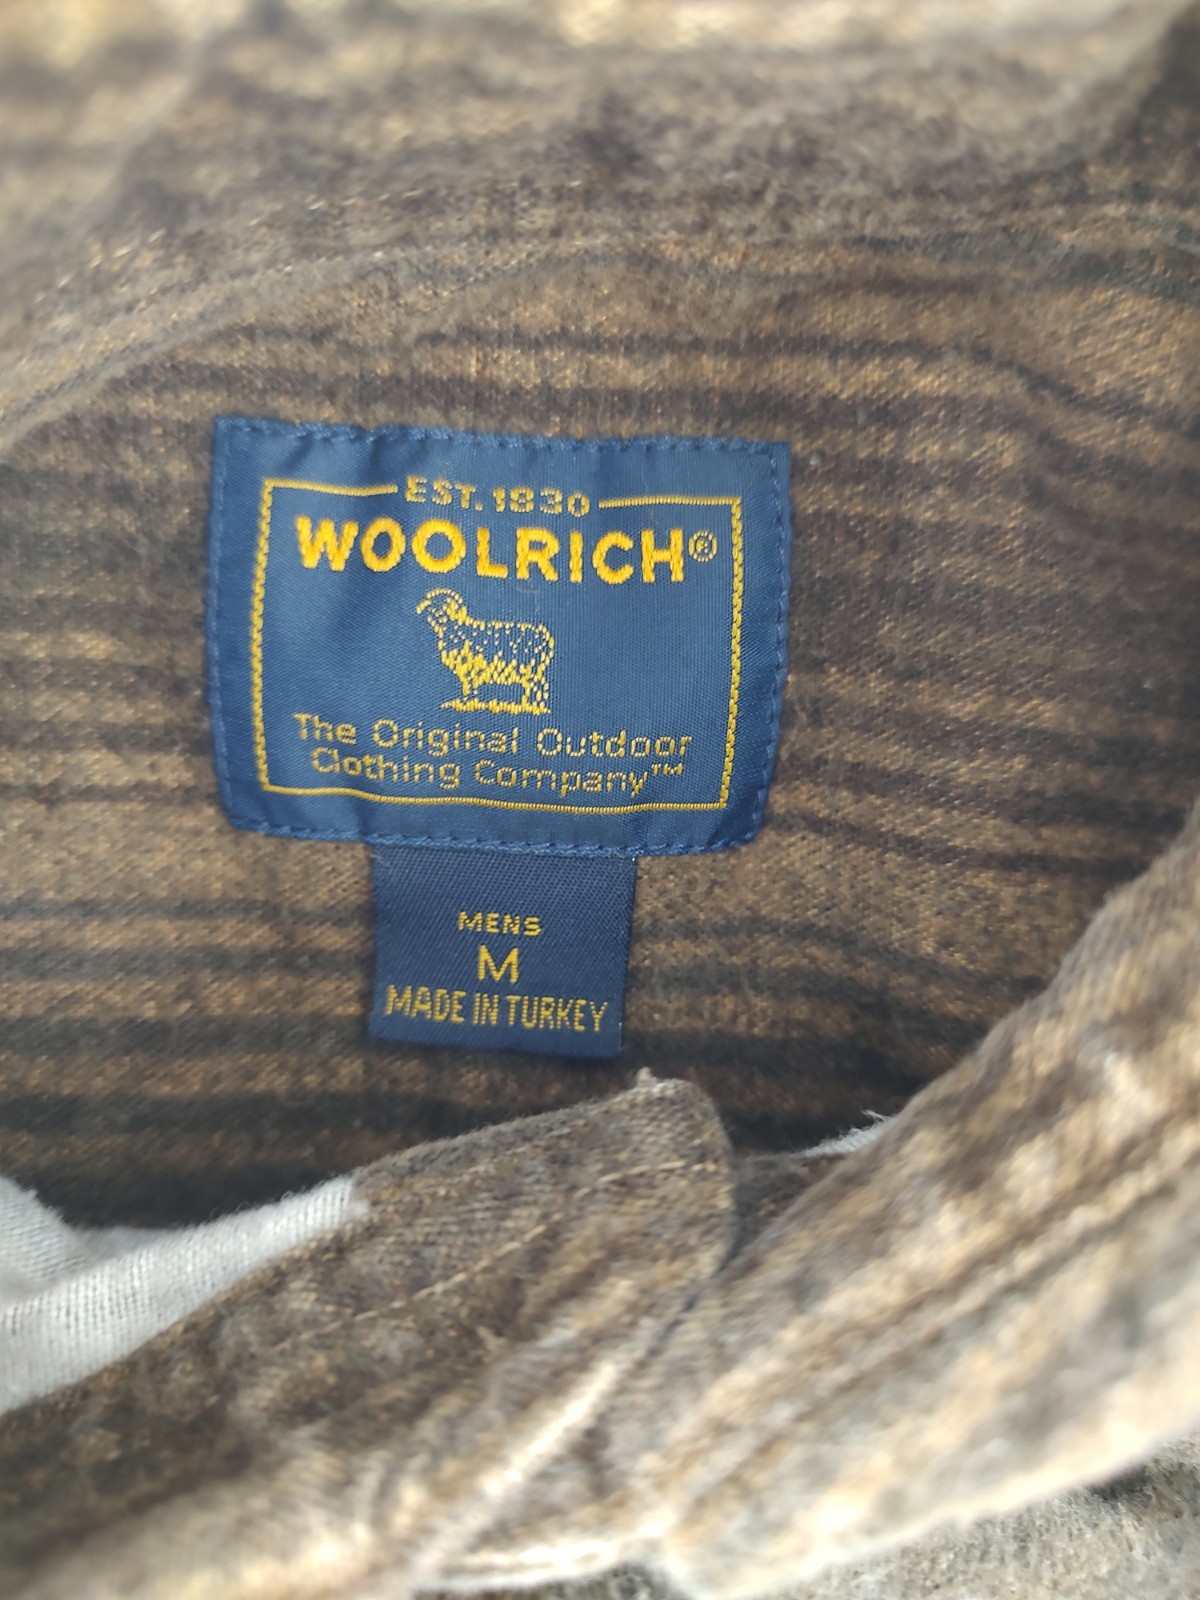 EST. 1830
WOOLRICH®
The Original Outdoor
Clothing Company™
MENS
M
MADE IN TURKEY